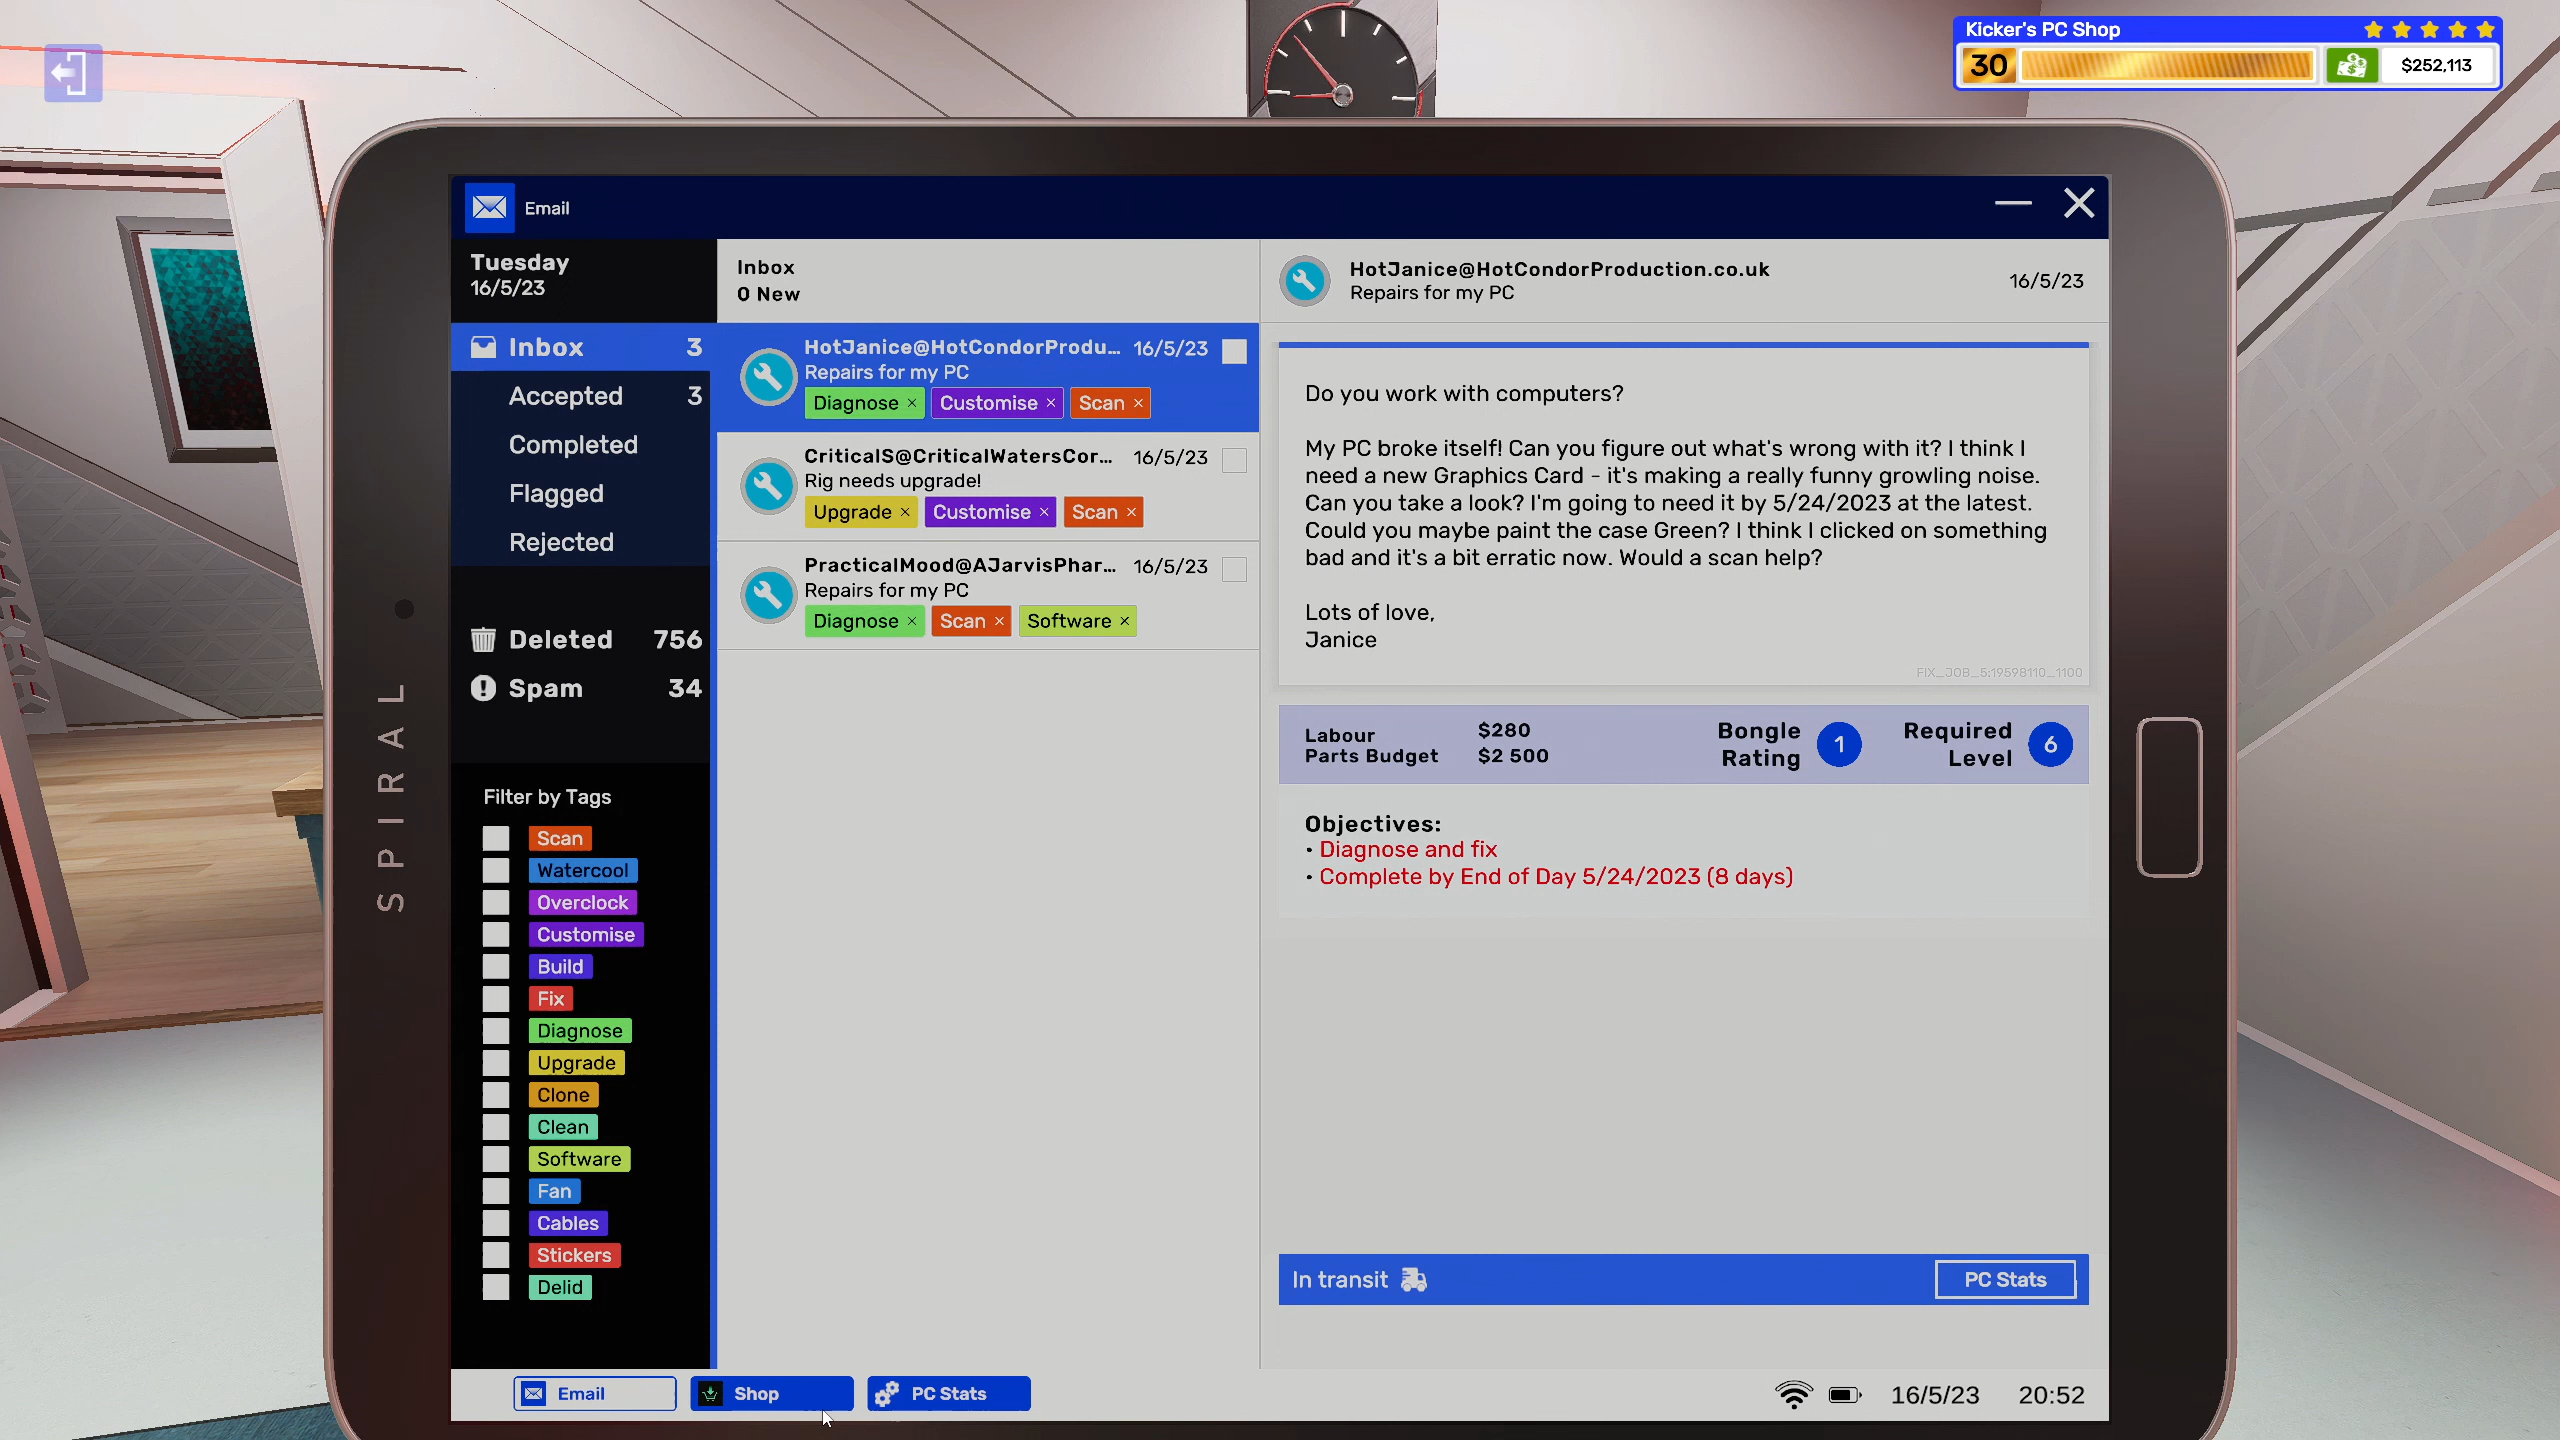 Kicker's PC Shop
30
$252,113
Email
Tuesday
16/5/23
Inbox 3
Accepted 3
Completed
Flagged
Rejected
Deleted 756
Spam 34
Filter by Tags
Scan
Watercool
Overclock
Customise
Build
Fix
Diagnose
Upgrade
Clone
Clean
Software
Fan
Cables
Stickers
Delid
Inbox
0 New
HotJanice@HotCondorProdu... 16/5/23
Repairs for my PC
Diagnose × Customise × Scan ×
CriticalS@CriticalWatersCor... 16/5/23
Rig needs upgrade!
Upgrade × Customise × Scan ×
PracticalMood@AJarvisPhar... 16/5/23
Repairs for my PC
Diagnose × Scan × Software ×
HotJanice@HotCondorProduction.co.uk
Repairs for my PC
16/5/23
Do you work with computers?
My PC broke itself! Can you figure out what's wrong with it? I think I
need a new Graphics Card - it's making a really funny growling noise.
Can you take a look? I'm going to need it by 5/24/2023 at the latest.
Could you maybe paint the case Green? I think I clicked on something
bad and it's a bit erratic now. Would a scan help?
Lots of love,
Janice
FIX_JOB_5:19598110_1100
Labour $280
Parts Budget $2 500
Bongle
Rating
1
Required
Level
6
Objectives:
• Diagnose and fix
• Complete by End of Day 5/24/2023 (8 days)
In transit
PC Stats
SPIRAL
Email
Shop
PC Stats
16/5/23
20:52